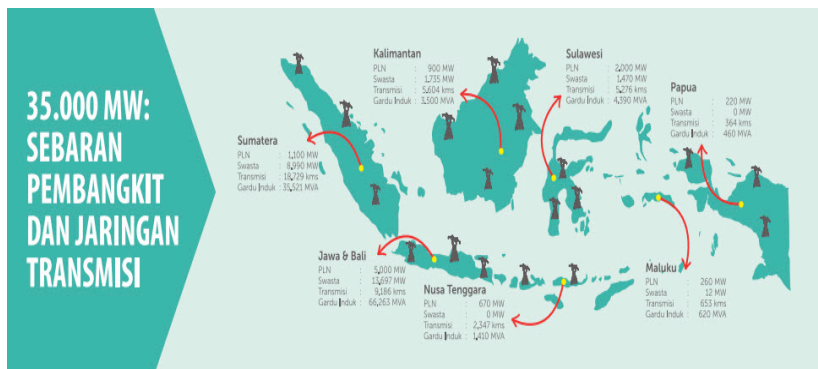 35.000 MW:
SEBARAN
PEMBANGKIT
DAN JARINGAN
TRANSMISI
Kalimantan
PLN : 900 MW
Swasta : 1,735 MW
Transmisi : 5,604 kms
Gardu Induk : 3,500 MVA
Sulawesi
PLN : 2,000 MW
Swasta : 1,470 MW
Transmisi : 5,276 kms
Gardu Induk : 4,390 MVA
Papua
PLN : 220 MW
Swasta : 0 MW
Transmisi : 364 kms
Gardu Induk : 460 MVA
Sumatera
PLN : 1,100 MW
Swasta : 8,990 MW
Transmisi : 18,729 kms
Gardu Induk : 35,521 MVA
Jawa & Bali
PLN : 5,000 MW
Swasta : 13,697 MW
Transmisi : 9,186 kms
Gardu Induk : 66,263 MVA
Nusa Tenggara
PLN : 670 MW
Swasta : 0 MW
Transmisi : 2,347 kms
Gardu Induk : 1,410 MVA
Maluku
PLN : 260 MW
Swasta : 12 MW
Transmisi : 653 kms
Gardu Induk : 620 MVA